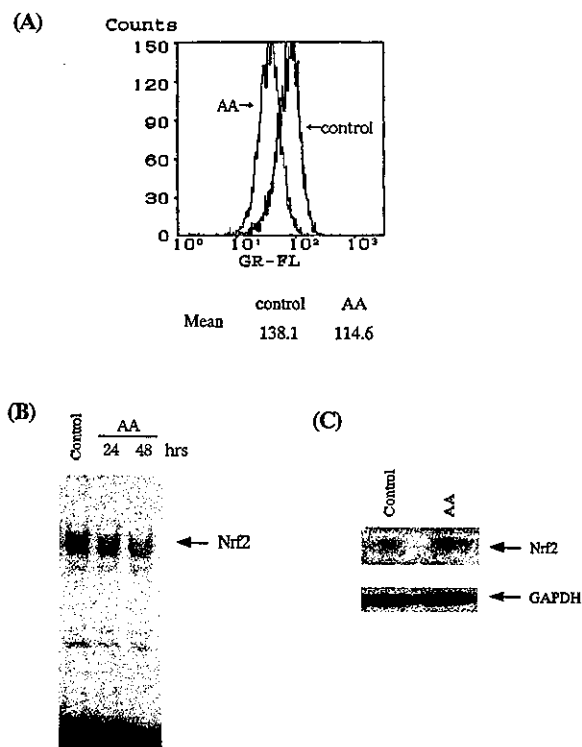 (A)
Counts
150
120
90
60
30
0
AA→
←control
10⁰ 10¹ 10² 10³
GR-FL
control AA
Mean
138.1 114.6
(B)
Control
AA
24 48 hrs
Nrf2
(C)
Control
AA
Nrf2
GAPDH